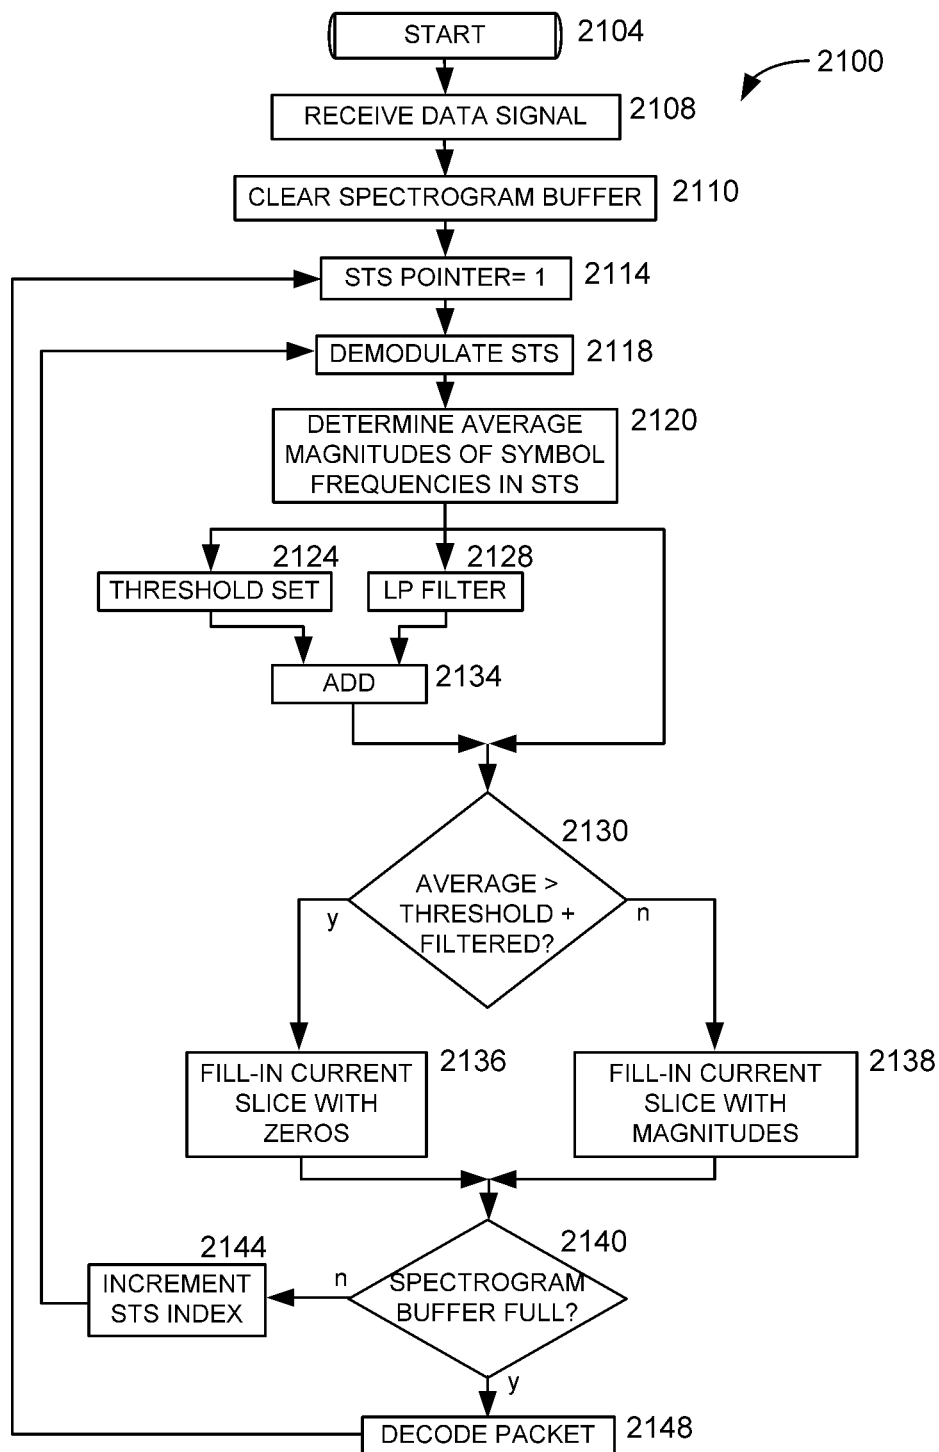 START
2104
2100
RECEIVE DATA SIGNAL
2108
CLEAR SPECTROGRAM BUFFER
2110
STS POINTER= 1
2114
DEMODULATE STS
2118
DETERMINE AVERAGE
MAGNITUDES OF SYMBOL
FREQUENCIES IN STS
2120
2124
THRESHOLD SET
2128
LP FILTER
ADD
2134
2130
AVERAGE >
THRESHOLD +
FILTERED?
y
n
FILL-IN CURRENT
SLICE WITH
ZEROS
2136
FILL-IN CURRENT
SLICE WITH
MAGNITUDES
2138
2140
SPECTROGRAM
BUFFER FULL?
n
2144
INCREMENT
STS INDEX
y
DECODE PACKET
2148